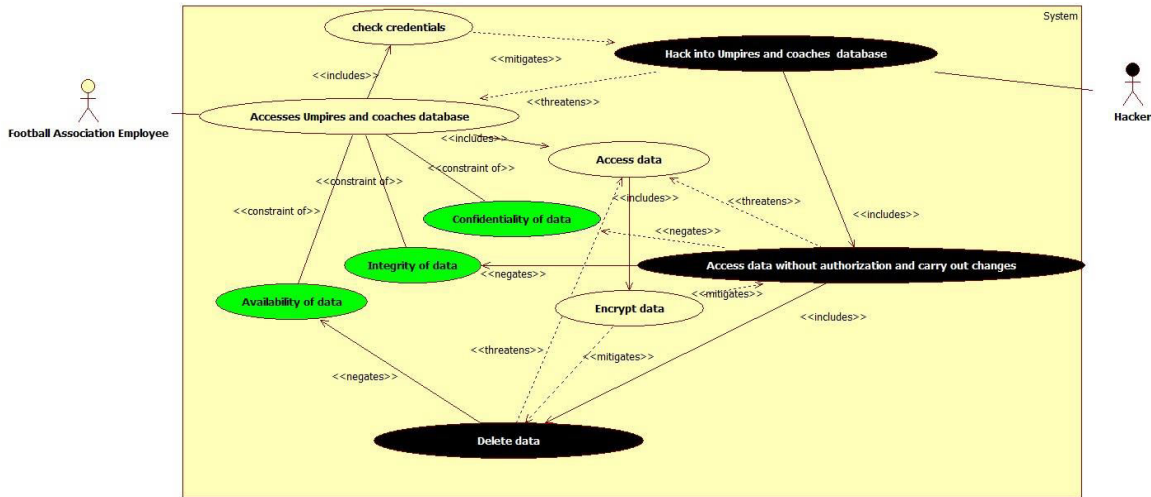 System
check credentials
<<mitigates>>
Hack into Umpires and coaches database
<<includes>>
<<threatens>>
Football Association Employee
Hacker
Accesses Umpires and coaches database
<<includes>>
Access data
<<constraint of>>
<<includes>>
<<threatens>>
<<constraint of>>
Confidentiality of data
<<includes>>
<<negates>>
Integrity of data
<<negates>>
Access data without authorization and carry out changes
<<mitigates>>
Availability of data
Encrypt data
<<includes>>
<<threatens>>
<<mitigates>>
<<negates>>
Delete data